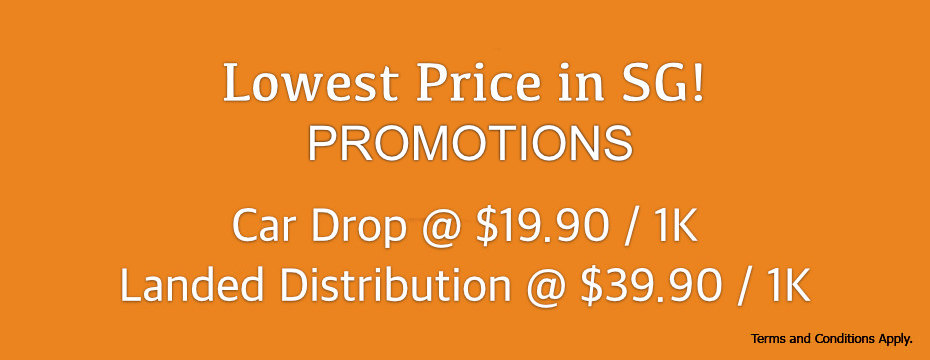 Lowest Price in SG!
PROMOTIONS
Car Drop @ $19.90 / 1K
Landed Distribution @ $39.90 / 1K
Terms and Conditions Apply.